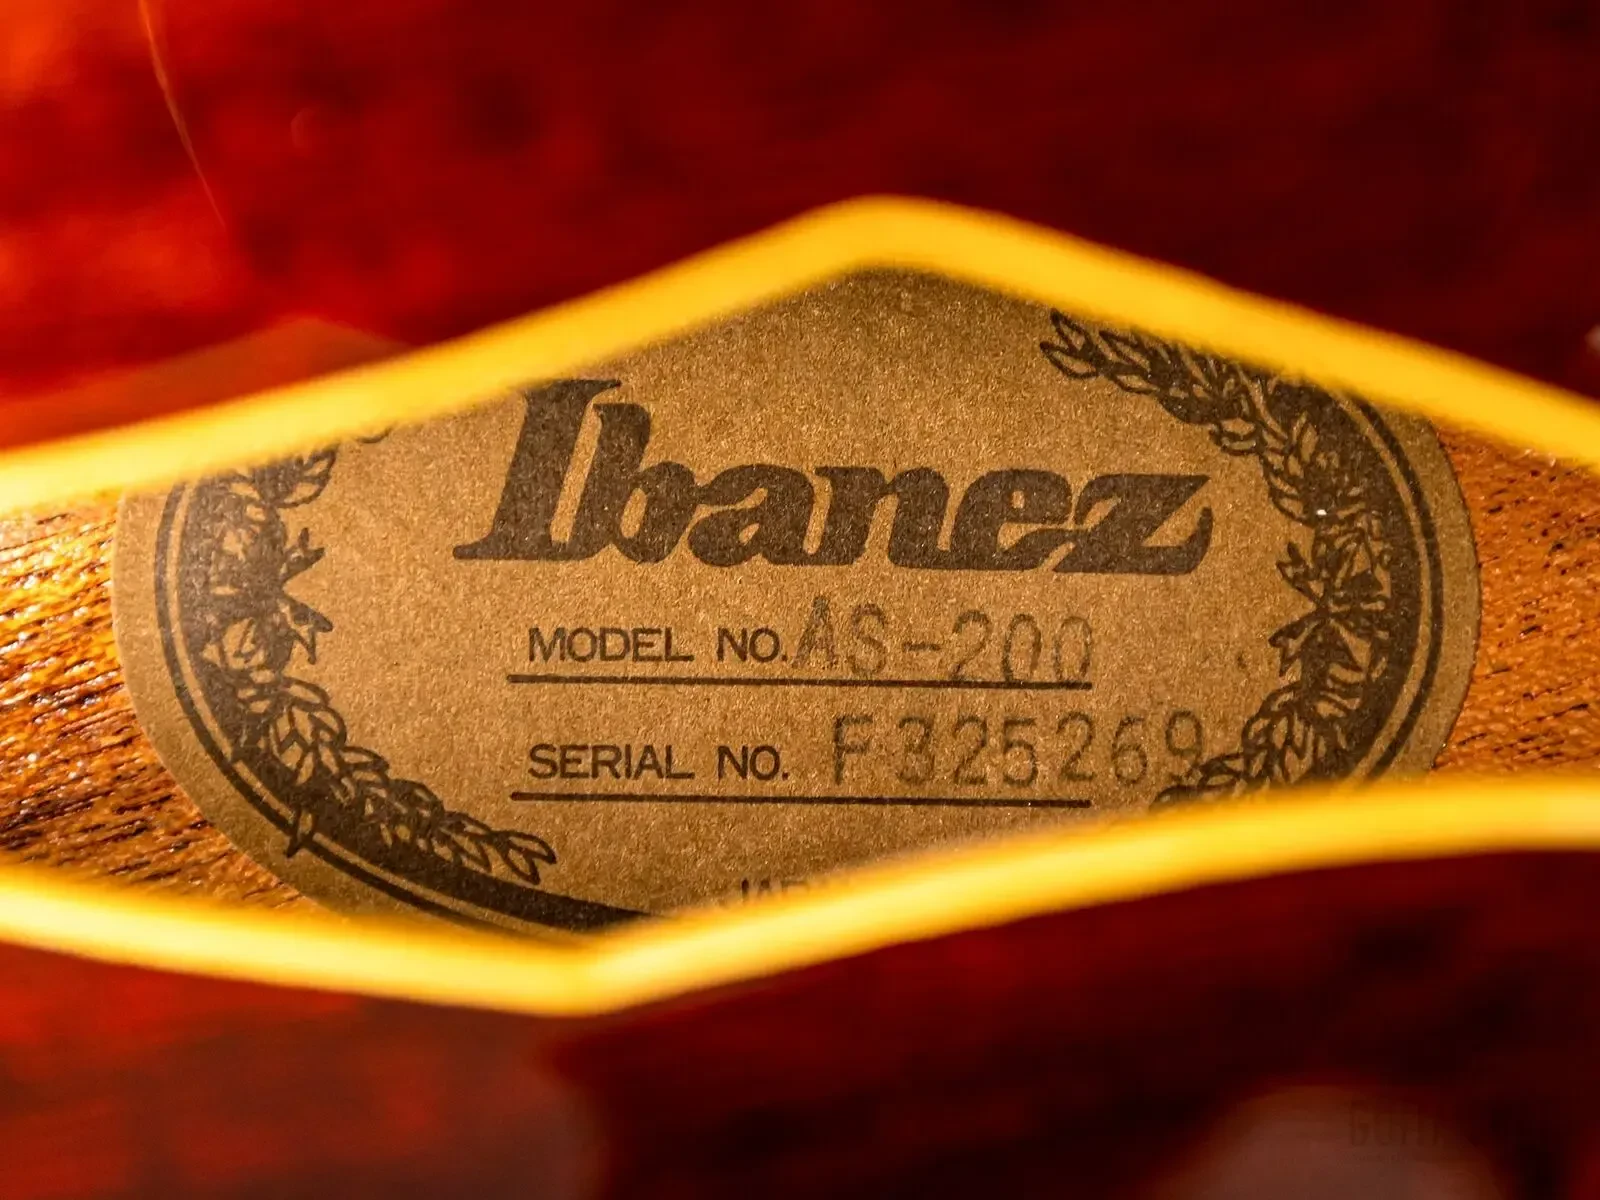 Ibanez
MODEL NO. AS-200
SERIAL NO. F325269